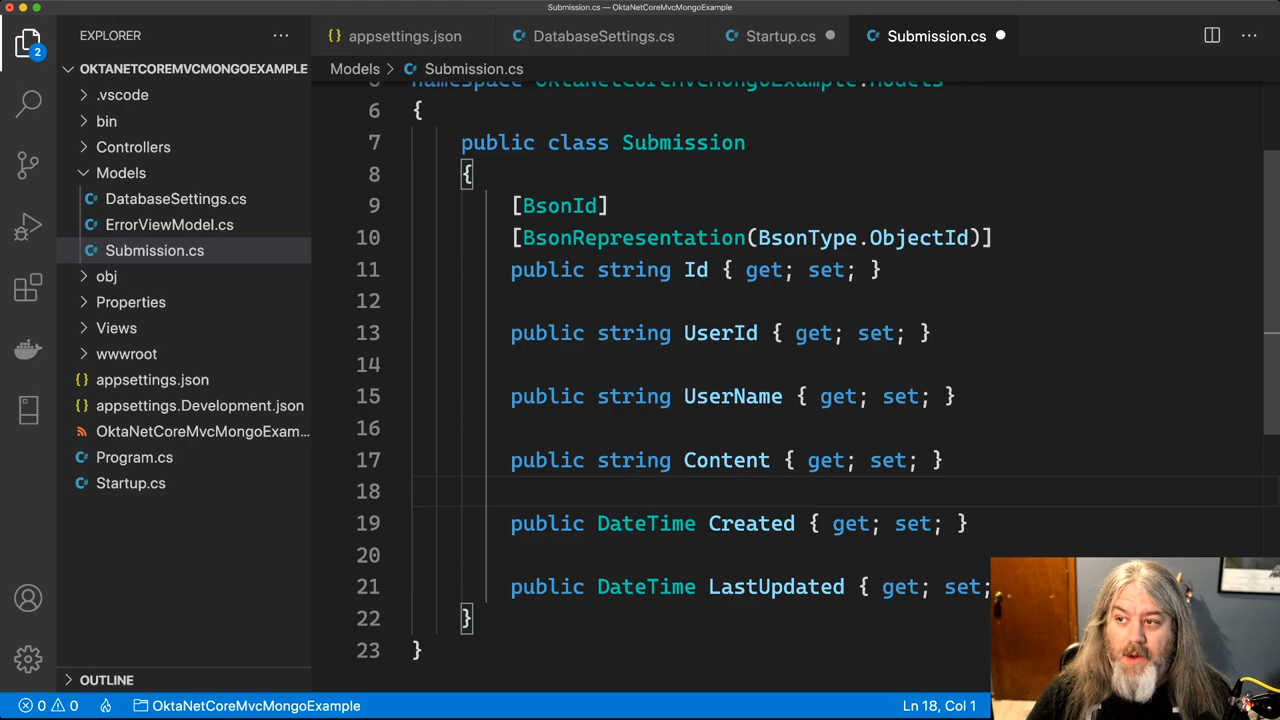 Submission.cs — OktaNetCoreMvcMongoExample
EXPLORER
appsettings.json
DatabaseSettings.cs
Startup.cs
Submission.cs
2
OKTANETCOREMVCMONGOEXAMPLE
.vscode
bin
Controllers
Models
DatabaseSettings.cs
ErrorViewModel.cs
Submission.cs
obj
Properties
Views
wwwroot
{} appsettings.json
{} appsettings.Development.json
OktaNetCoreMvcMongoExam...
Program.cs
Startup.cs
OUTLINE
Models > Submission.cs
namespace OktaNetCoreMvcMongoExample.Models
6 {
7 public class Submission
8 {
9 [BsonId]
10 [BsonRepresentation(BsonType.ObjectId)]
11 public string Id { get; set; }
12
13 public string UserId { get; set; }
14
15 public string UserName { get; set; }
16
17 public string Content { get; set; }
18
19 public DateTime Created { get; set; }
20
21 public DateTime LastUpdated { get; set;
22 }
23 }
0 0 OktaNetCoreMvcMongoExample
Ln 18, Col 1